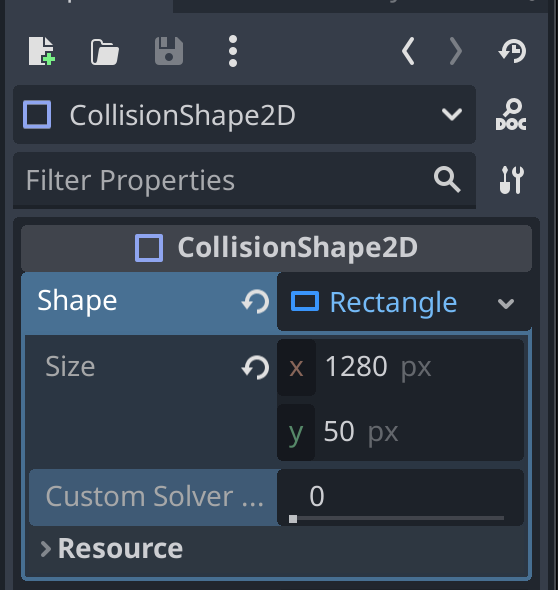 CollisionShape2D
DOC
Filter Properties
CollisionShape2D
Shape Rectangle
Size x 1280 px
y 50 px
Custom Solver ... 0
Resource